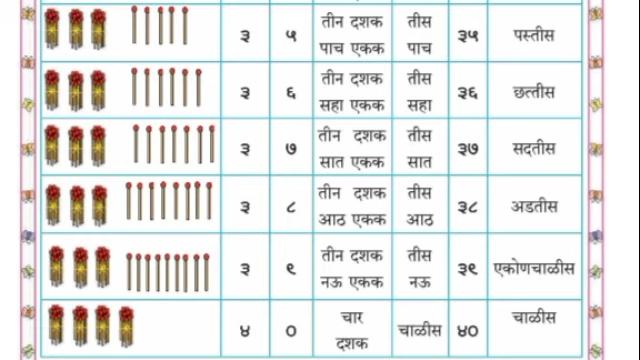 ३ ५ तीन दशक तीस ३५ पस्तीस
पाच एकक पाच
३ ६ तीन दशक तीस ३६ छत्तीस
सहा एकक सहा
३ ७ तीन दशक तीस ३७ सदतीस
सात एकक सात
३ ८ तीन दशक तीस ३८ अडतीस
आठ एकक आठ
३ ९ तीन दशक तीस ३९ एकोणचाळीस
नऊ एकक नऊ
४ ० चार चाळीस ४० चाळीस
दशक